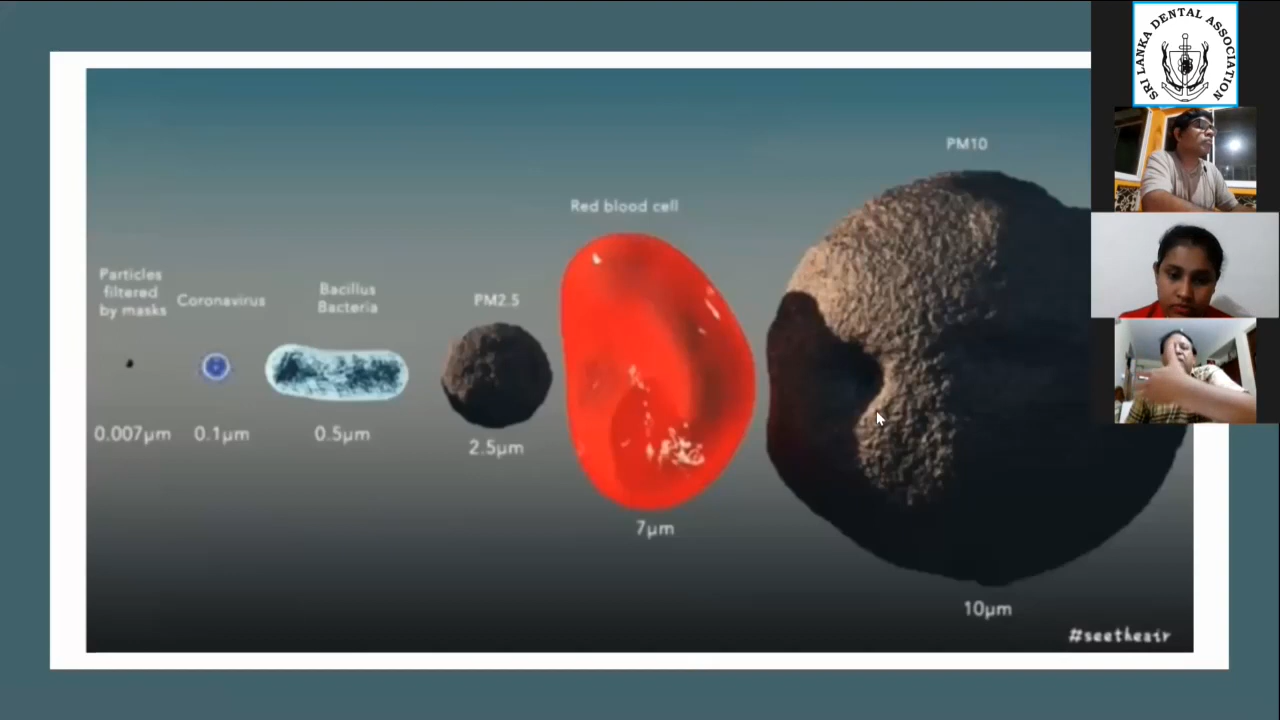 Particles
filtered
by masks
0.007µm
Coronavirus
0.1µm
Bacillus
Bacteria
0.5µm
PM2.5
2.5µm
Red blood cell
7µm
PM10
10µm
#seetheair
SRI LANKA DENTAL ASSOCIATION